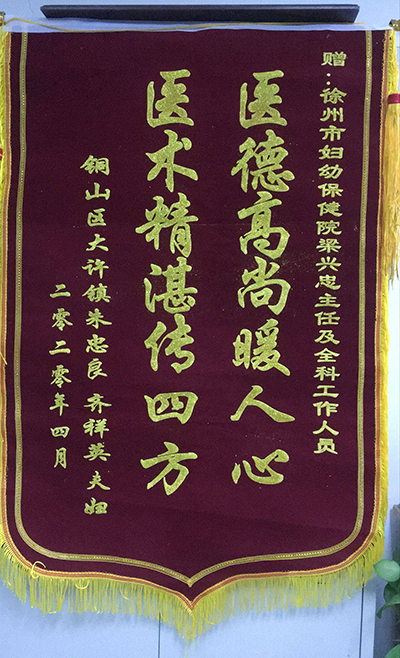 赠：徐州市妇幼保健院梁兴忠主任及全科工作人员
医德高尚暖人心
医术精湛传四方
铜山区大许镇朱忠良 齐祥英夫妇
二零二零年四月